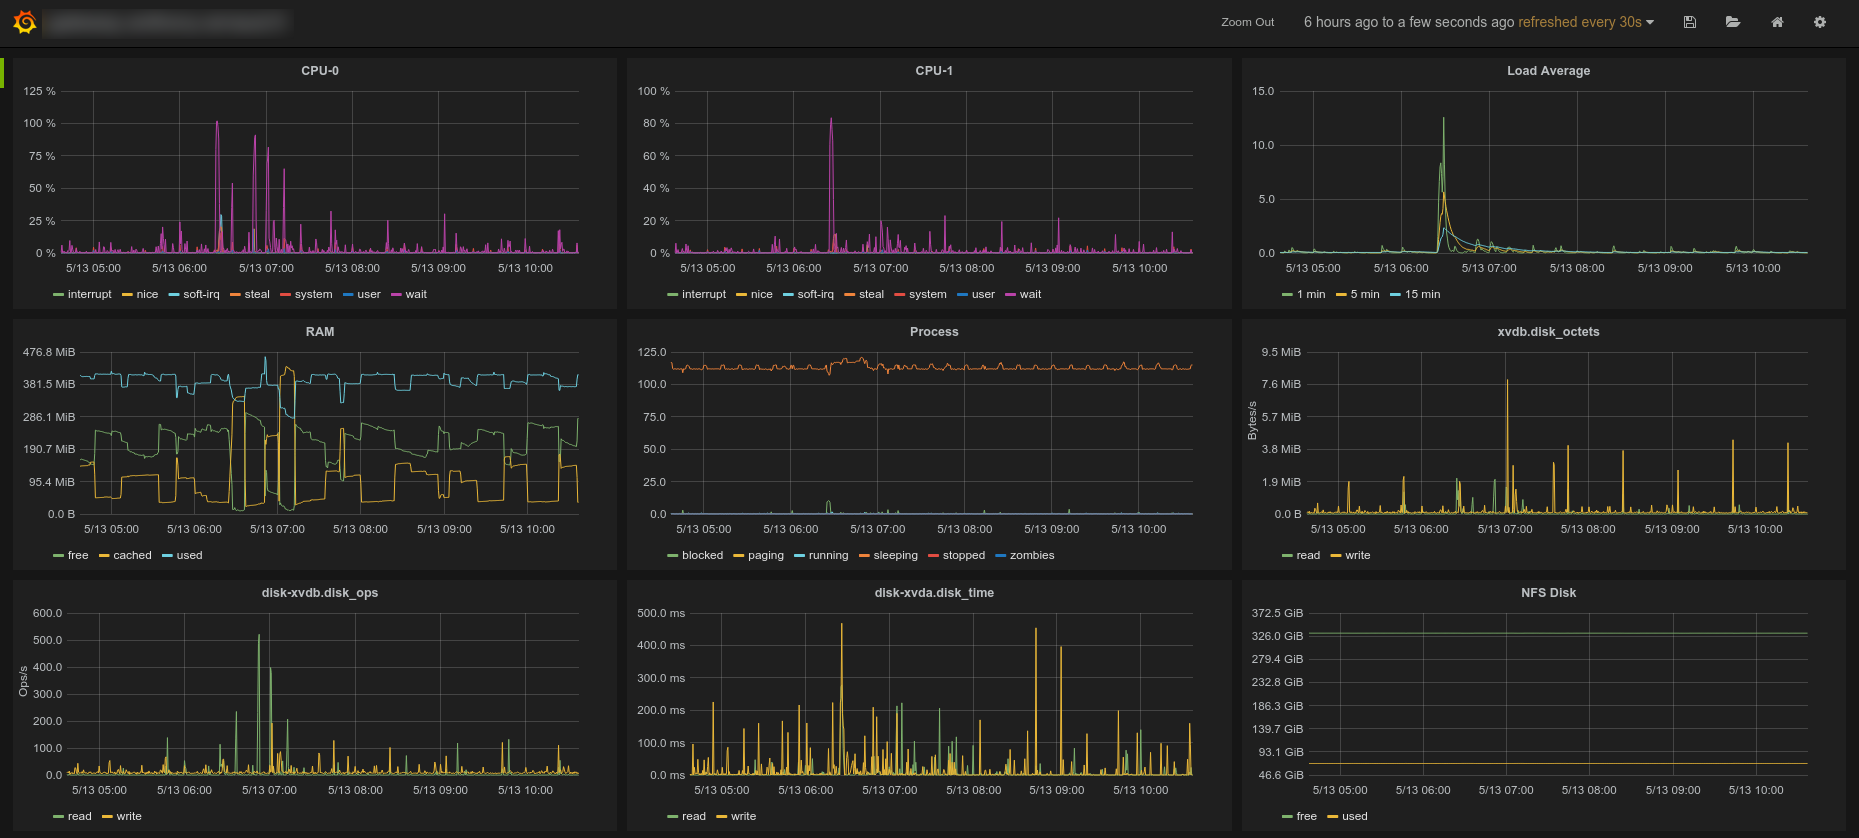 Zoom Out 6 hours ago to a few seconds ago refreshed every 30s
CPU-0
125 %
100 %
75 %
50 %
25 %
0 %
5/13 05:00 5/13 06:00 5/13 07:00 5/13 08:00 5/13 09:00 5/13 10:00
interrupt nice soft-irq steal system user wait
CPU-1
100 %
80 %
60 %
40 %
20 %
0 %
5/13 05:00 5/13 06:00 5/13 07:00 5/13 08:00 5/13 09:00 5/13 10:00
interrupt nice soft-irq steal system user wait
Load Average
15.0
10.0
5.0
0.0
5/13 05:00 5/13 06:00 5/13 07:00 5/13 08:00 5/13 09:00 5/13 10:00
1 min 5 min 15 min
RAM
476.8 MiB
381.5 MiB
286.1 MiB
190.7 MiB
95.4 MiB
0.0 B
5/13 05:00 5/13 06:00 5/13 07:00 5/13 08:00 5/13 09:00 5/13 10:00
free cached used
Process
125.0
100.0
75.0
50.0
25.0
0.0
5/13 05:00 5/13 06:00 5/13 07:00 5/13 08:00 5/13 09:00 5/13 10:00
blocked paging running sleeping stopped zombies
xvdb.disk_octets
Bytes/s
9.5 MiB
7.6 MiB
5.7 MiB
3.8 MiB
1.9 MiB
0.0 B
5/13 05:00 5/13 06:00 5/13 07:00 5/13 08:00 5/13 09:00 5/13 10:00
read write
disk-xvdb.disk_ops
Ops/s
600.0
500.0
400.0
300.0
200.0
100.0
0.0
5/13 05:00 5/13 06:00 5/13 07:00 5/13 08:00 5/13 09:00 5/13 10:00
read write
disk-xvda.disk_time
500.0 ms
400.0 ms
300.0 ms
200.0 ms
100.0 ms
0.0 ms
5/13 05:00 5/13 06:00 5/13 07:00 5/13 08:00 5/13 09:00 5/13 10:00
read write
NFS Disk
372.5 GiB
326.0 GiB
279.4 GiB
232.8 GiB
186.3 GiB
139.7 GiB
93.1 GiB
46.6 GiB
5/13 05:00 5/13 06:00 5/13 07:00 5/13 08:00 5/13 09:00 5/13 10:00
free used